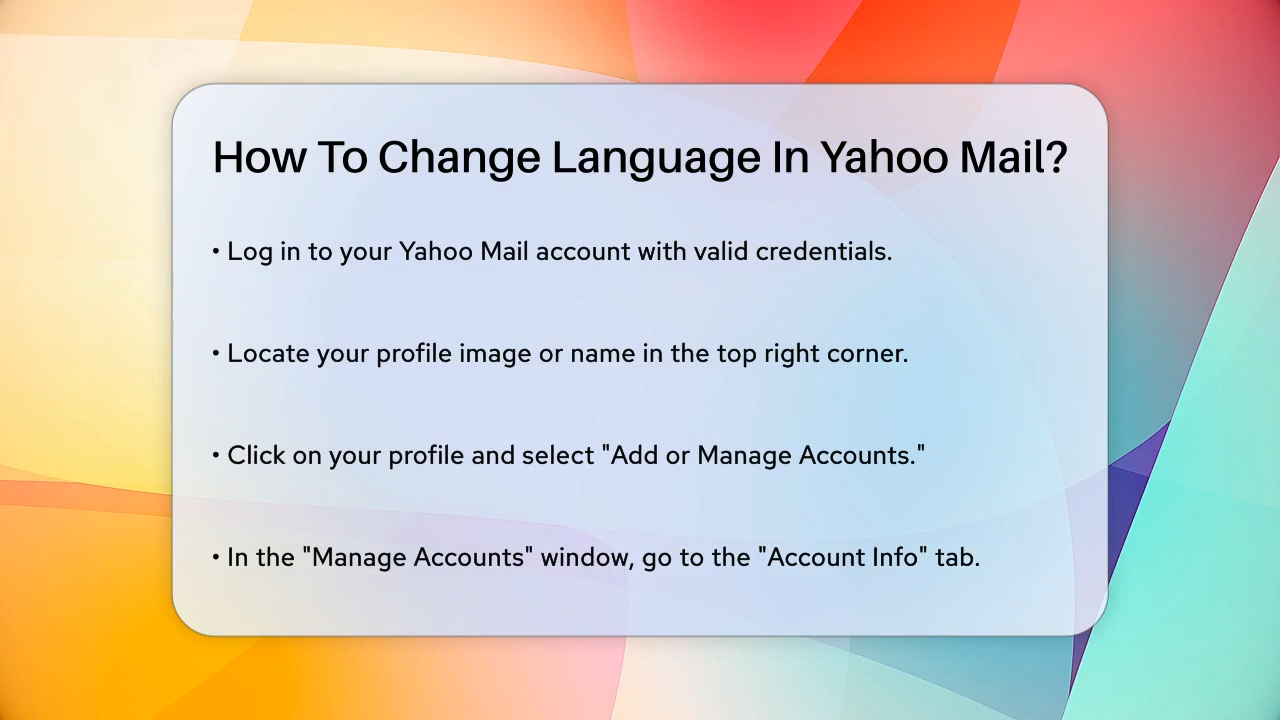 How To Change Language In Yahoo Mail?
• Log in to your Yahoo Mail account with valid credentials.
• Locate your profile image or name in the top right corner.
• Click on your profile and select "Add or Manage Accounts."
• In the "Manage Accounts" window, go to the "Account Info" tab.